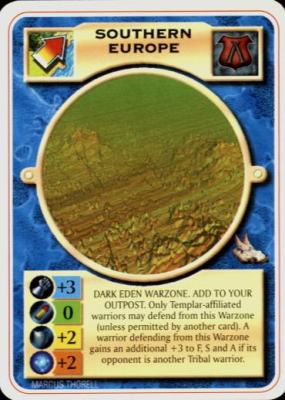 SOUTHERN
EUROPE
+3
0
+2
+2
DARK EDEN WARZONE. ADD TO YOUR
OUTPOST. Only Templar-affiliated
warriors may defend from this Warzone
(unless permitted by another card). A
warrior defending from this Warzone
gains an additional +3 to F, S and A if its
opponent is another Tribal warrior.
MARCUS THORELL